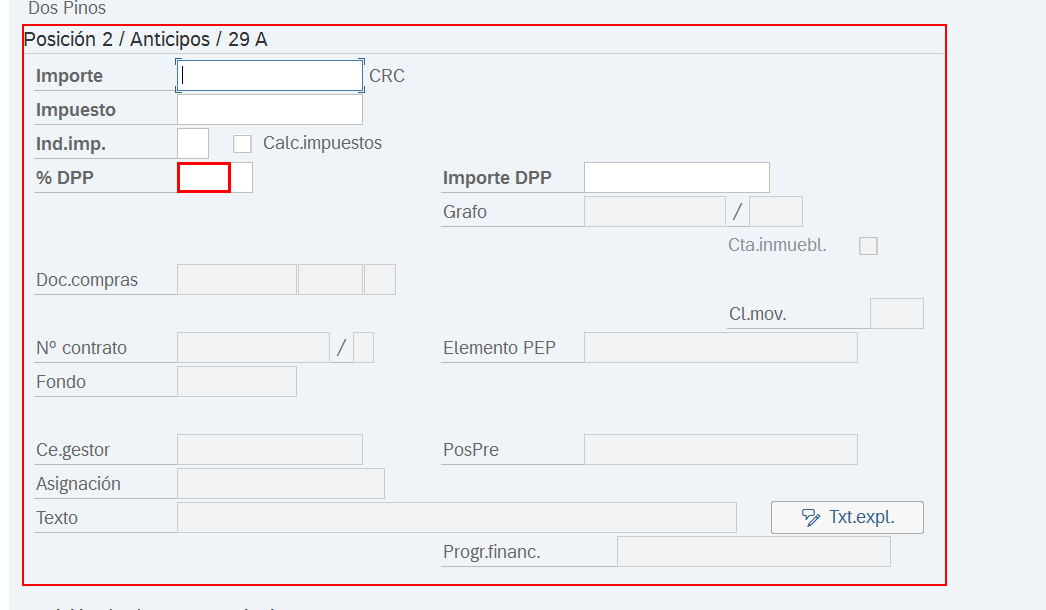 Dos Pinos
Posición 2 / Anticipos / 29 A
Importe CRC
Impuesto
Ind.imp. Calc.impuestos
% DPP Importe DPP
Grafo /
Cta.inmuebl.
Doc.compras
Cl.mov.
Nº contrato / Elemento PEP
Fondo
Ce.gestor PosPre
Asignación
Texto Txt.expl.
Progr.financ.